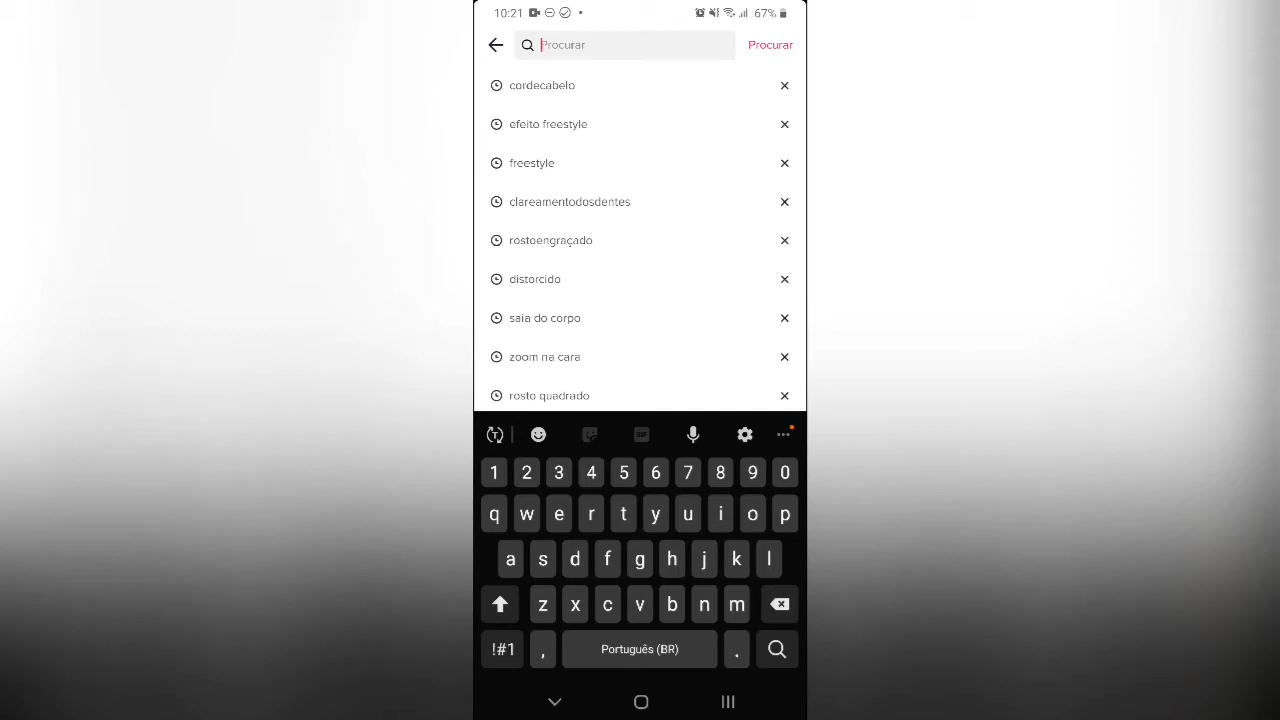 10:21
67%
Procurar
Procurar
cordecabelo
efeito freestyle
freestyle
clareamentodosdentes
rostoengraçado
distorcido
saia do corpo
zoom na cara
rosto quadrado
T
GIF
1 2 3 4 5 6 7 8 9 0
q w e r t y u i o p
a s d f g h j k l
z x c v b n m
!#1 , Português (BR) .